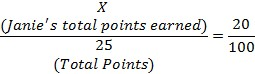 X
(Janie's total points earned)
25
(Total Points)
= 20
100